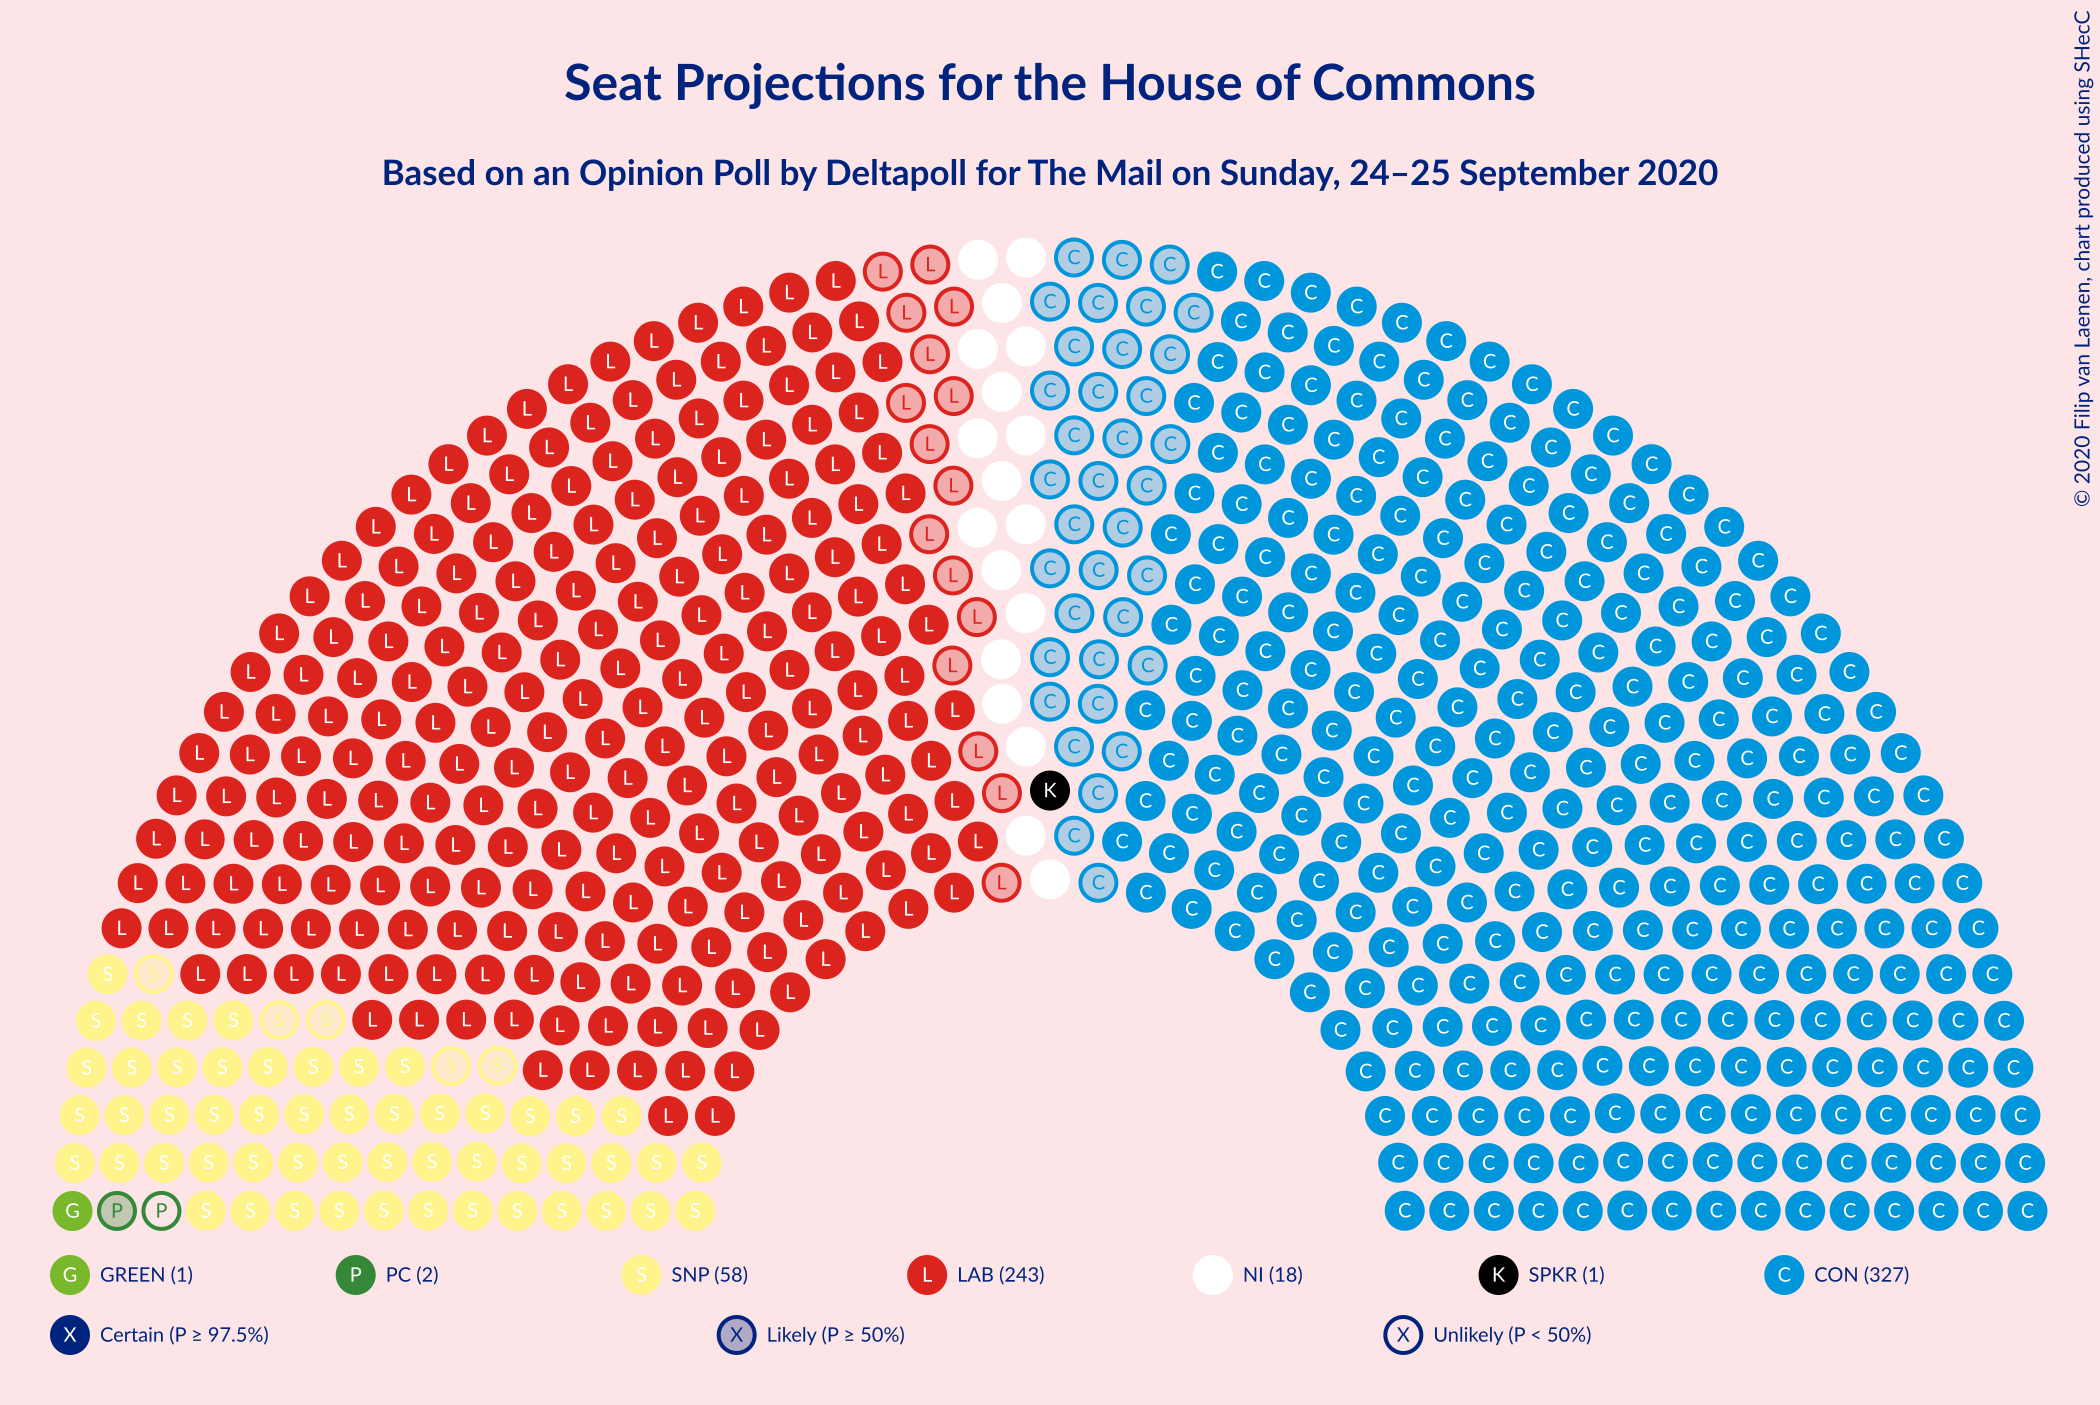 Seat Projections for the House of Commons
Based on an Opinion Poll by Deltapoll for The Mail on Sunday, 24–25 September 2020
© 2020 Filip van Laenen, chart produced using SHecC
G GREEN (1)
P PC (2)
S SNP (58)
L LAB (243)
NI (18)
K SPKR (1)
C CON (327)
X Certain (P ≥ 97.5%)
X Likely (P ≥ 50%)
X Unlikely (P < 50%)